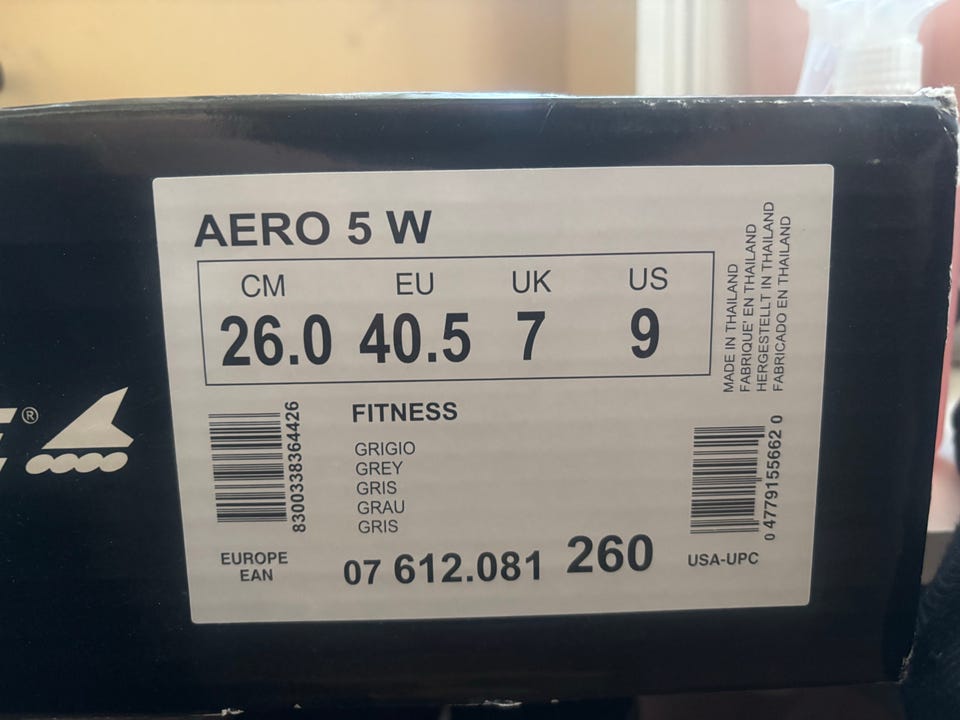 AERO 5 W
CM EU UK US
26.0 40.5 7 9
FITNESS
GRIGIO
GREY
GRIS
GRAU
GRIS
07 612.081 260
8300338364426
EUROPE
EAN
0 4779155662 0
USA-UPC
MADE IN THAILAND
FABRIQUE' EN THAILAND
HERGESTELLT IN THAILAND
FABRICADO EN THAILAND
®